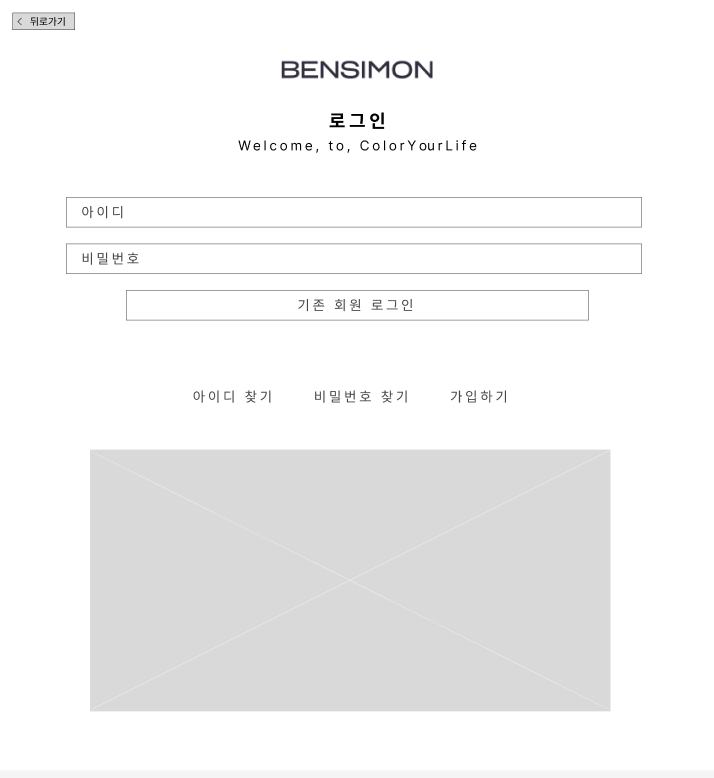 뒤로가기
BENSIMON
로그인
Welcome, to, ColorYourLife
아이디
비밀번호
기존 회원 로그인
아이디 찾기 비밀번호 찾기 가입하기